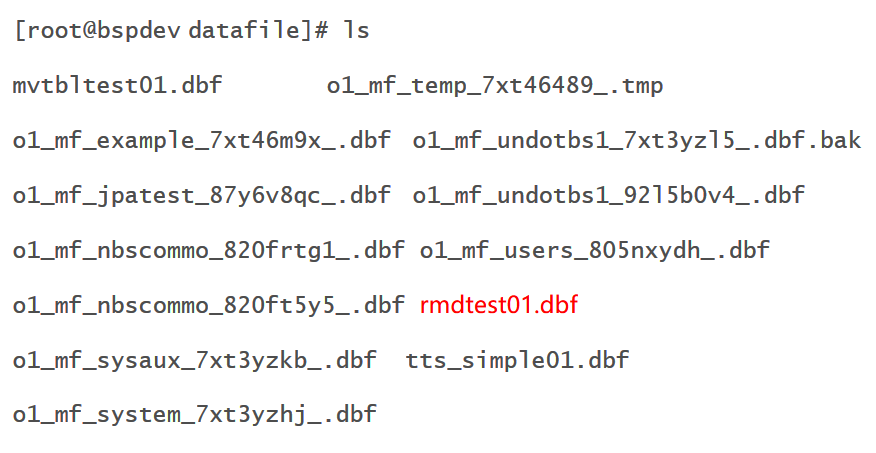 [root@bspdev datafile]# ls
mvtbltest01.dbf o1_mf_temp_7xt46489_.tmp
o1_mf_example_7xt46m9x_.dbf o1_mf_undotbs1_7xt3yzl5_.dbf.bak
o1_mf_jpatest_87y6v8qc_.dbf o1_mf_undotbs1_92l5b0v4_.dbf
o1_mf_nbscommo_820frtg1_.dbf o1_mf_users_805nxydh_.dbf
o1_mf_nbscommo_820ft5y5_.dbf rmdtest01.dbf
o1_mf_sysaux_7xt3yzkb_.dbf tts_simple01.dbf
o1_mf_system_7xt3yzhj_.dbf